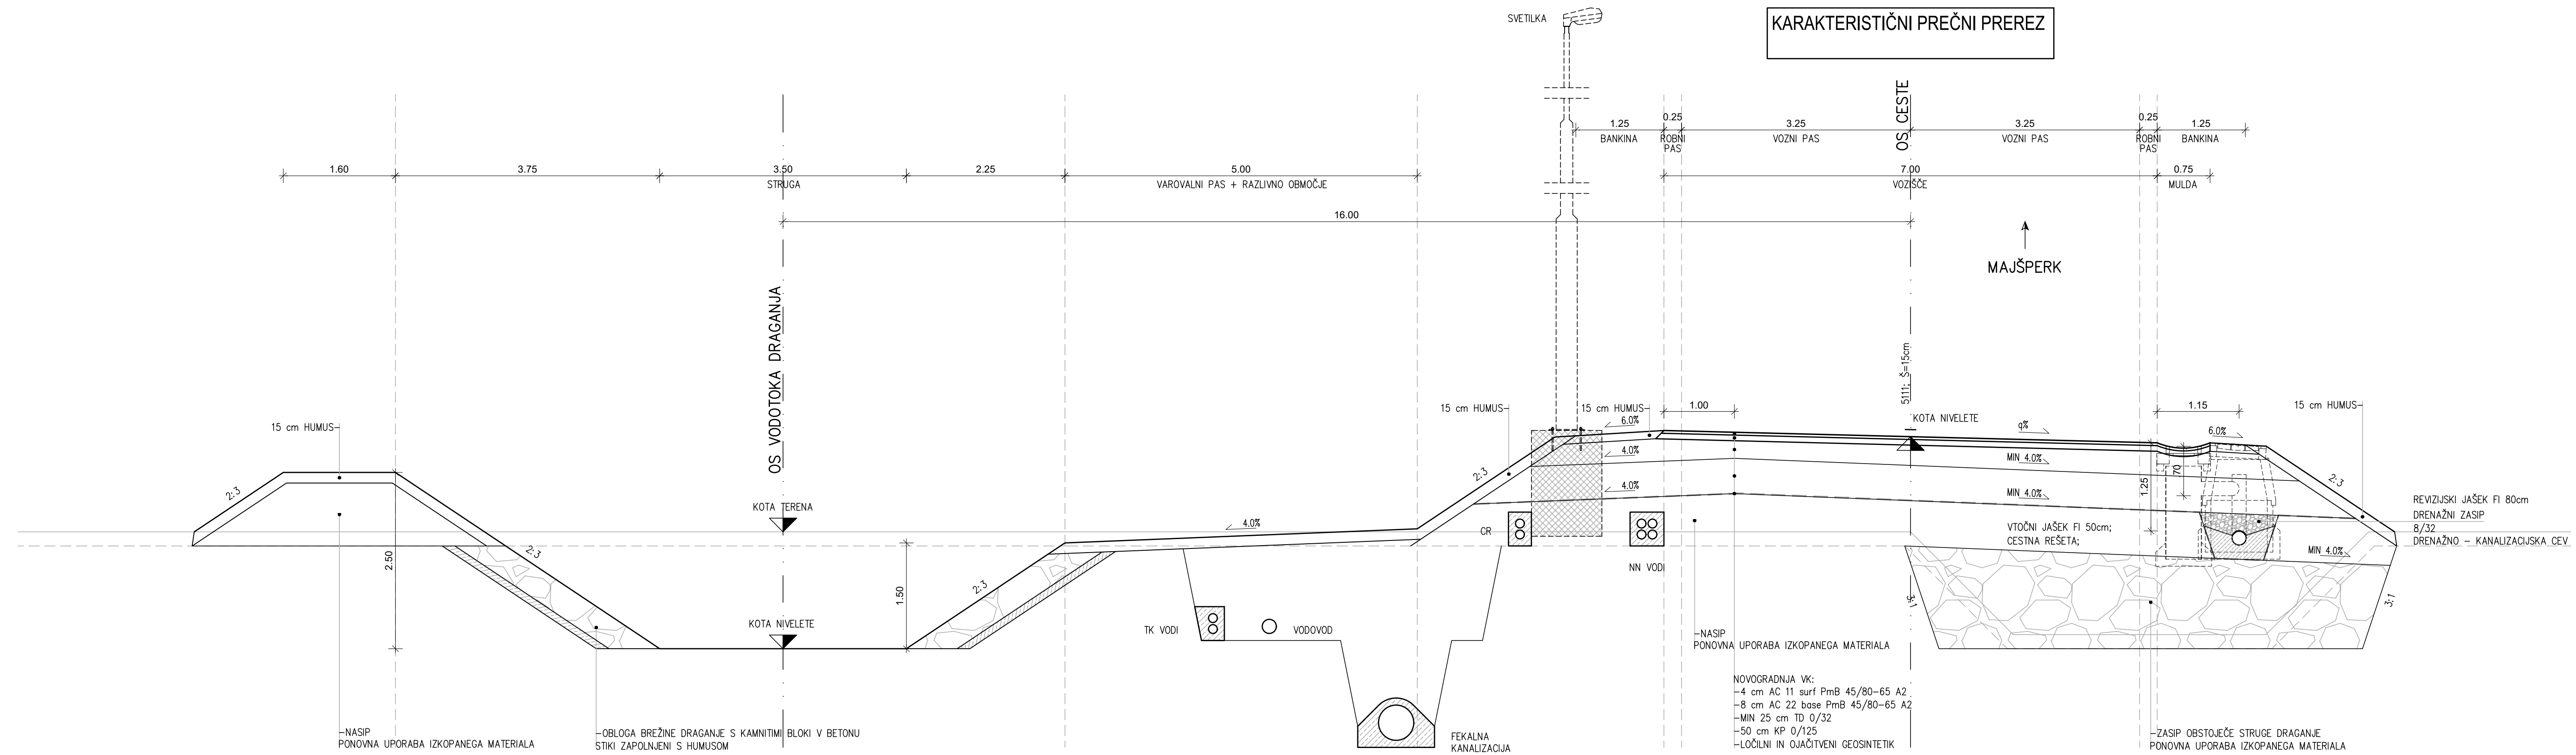 KARAKTERISTIČNI PREČNI PREREZ
SVETILKA
OS CESTE
1.25
BANKINA
0.25
ROBNI
PAS
3.25
VOZNI PAS
3.25
VOZNI PAS
0.25
ROBNI
PAS
1.25
BANKINA
1.60
3.75
3.50
STRUGA
2.25
5.00
VAROVALNI PAS + RAZLIVNO OBMOČJE
7.00
VOZIŠČE
0.75
MULDA
16.00
MAJŠPERK
OS VODOTOKA DRAGANJA
5111; Š=15cm
KOTA NIVELETE
15 cm HUMUS
15 cm HUMUS
15 cm HUMUS
15 cm HUMUS
1.00
1.15
6.0%
q%
6.0%
4.0%
MIN 4.0%
4.0%
MIN 4.0%
MIN 4.0%
70
1.25
2:3
2:3
2:3
2:3
2:3
KOTA TERENA
4.0%
2.50
1.50
KOTA NIVELETE
CR
NN VODI
TK VODI
VODOVOD
VTOČNI JAŠEK FI 50cm;
CESTNA REŠETA;
REVIZIJSKI JAŠEK FI 80cm
DRENAŽNI ZASIP
8/32
DRENAŽNO – KANALIZACIJSKA CEV
3:1
3:1
–NASIP
PONOVNA UPORABA IZKOPANEGA MATERIALA
NOVOGRADNJA VK:
–4 cm AC 11 surf PmB 45/80–65 A2
–8 cm AC 22 base PmB 45/80–65 A2
–MIN 25 cm TD 0/32
–50 cm KP 0/125
–LOČILNI IN OJAČITVENI GEOSINTETIK
–NASIP
PONOVNA UPORABA IZKOPANEGA MATERIALA
–OBLOGA BREŽINE DRAGANJE S KAMNITIMI BLOKI V BETONU
STIKI ZAPOLNJENI S HUMUSOM
FEKALNA
KANALIZACIJA
–ZASIP OBSTOJEČE STRUGE DRAGANJE
PONOVNA UPORABA IZKOPANEGA MATERIALA